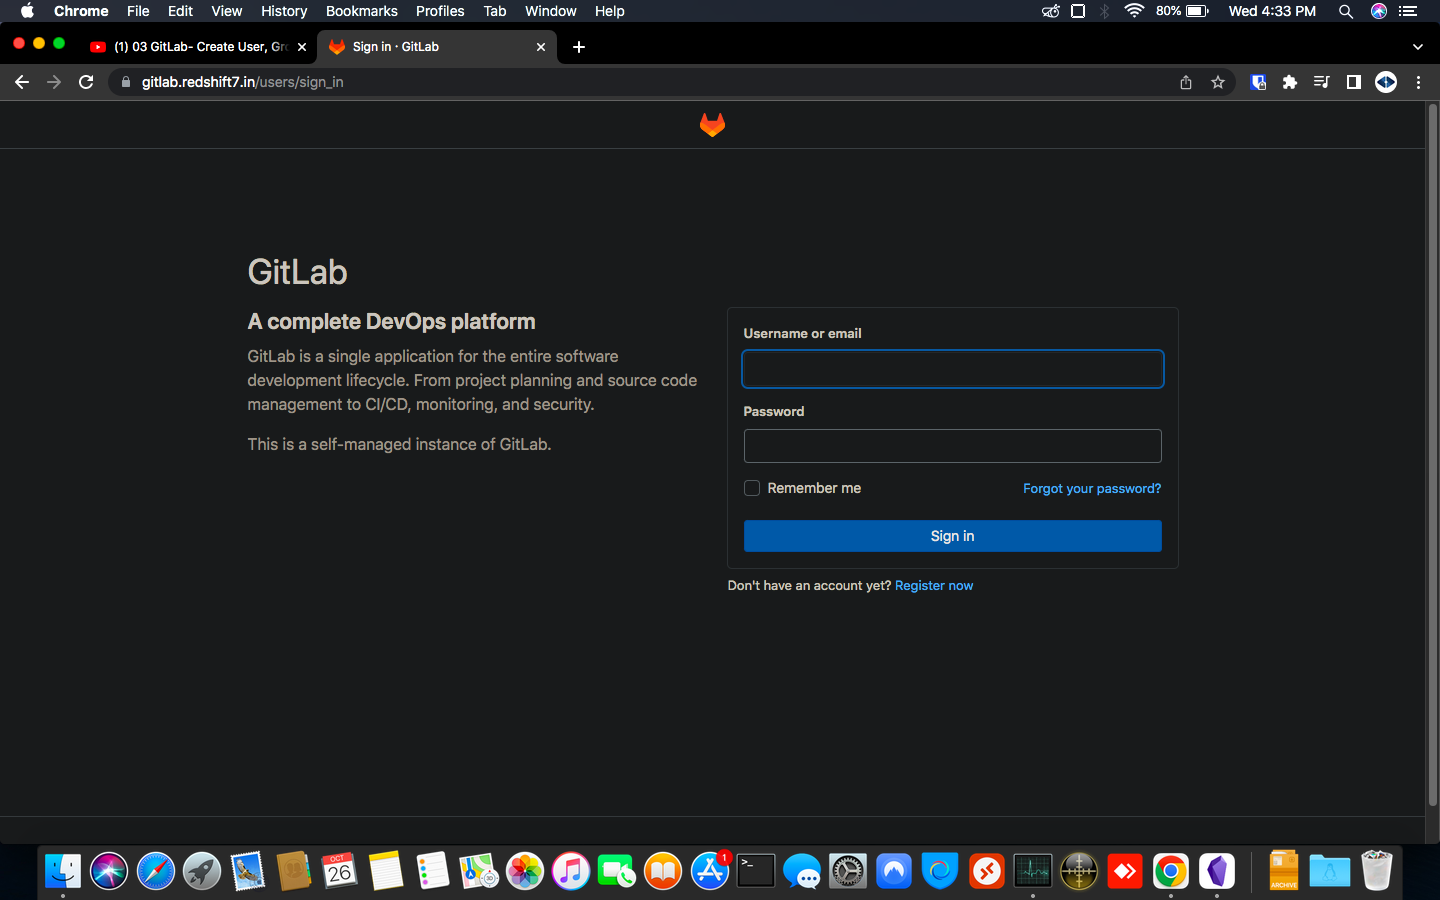 Chrome File Edit View History Bookmarks Profiles Tab Window Help 80% Wed 4:33 PM
(1) 03 GitLab- Create User, Gr
Sign in · GitLab
gitlab.redshift7.in/users/sign_in
GitLab
A complete DevOps platform
GitLab is a single application for the entire software
development lifecycle. From project planning and source code
management to CI/CD, monitoring, and security.
This is a self-managed instance of GitLab.
Username or email
Password
Remember me
Forgot your password?
Sign in
Don't have an account yet? Register now
OCT
26
1
>_
ARCHIVE